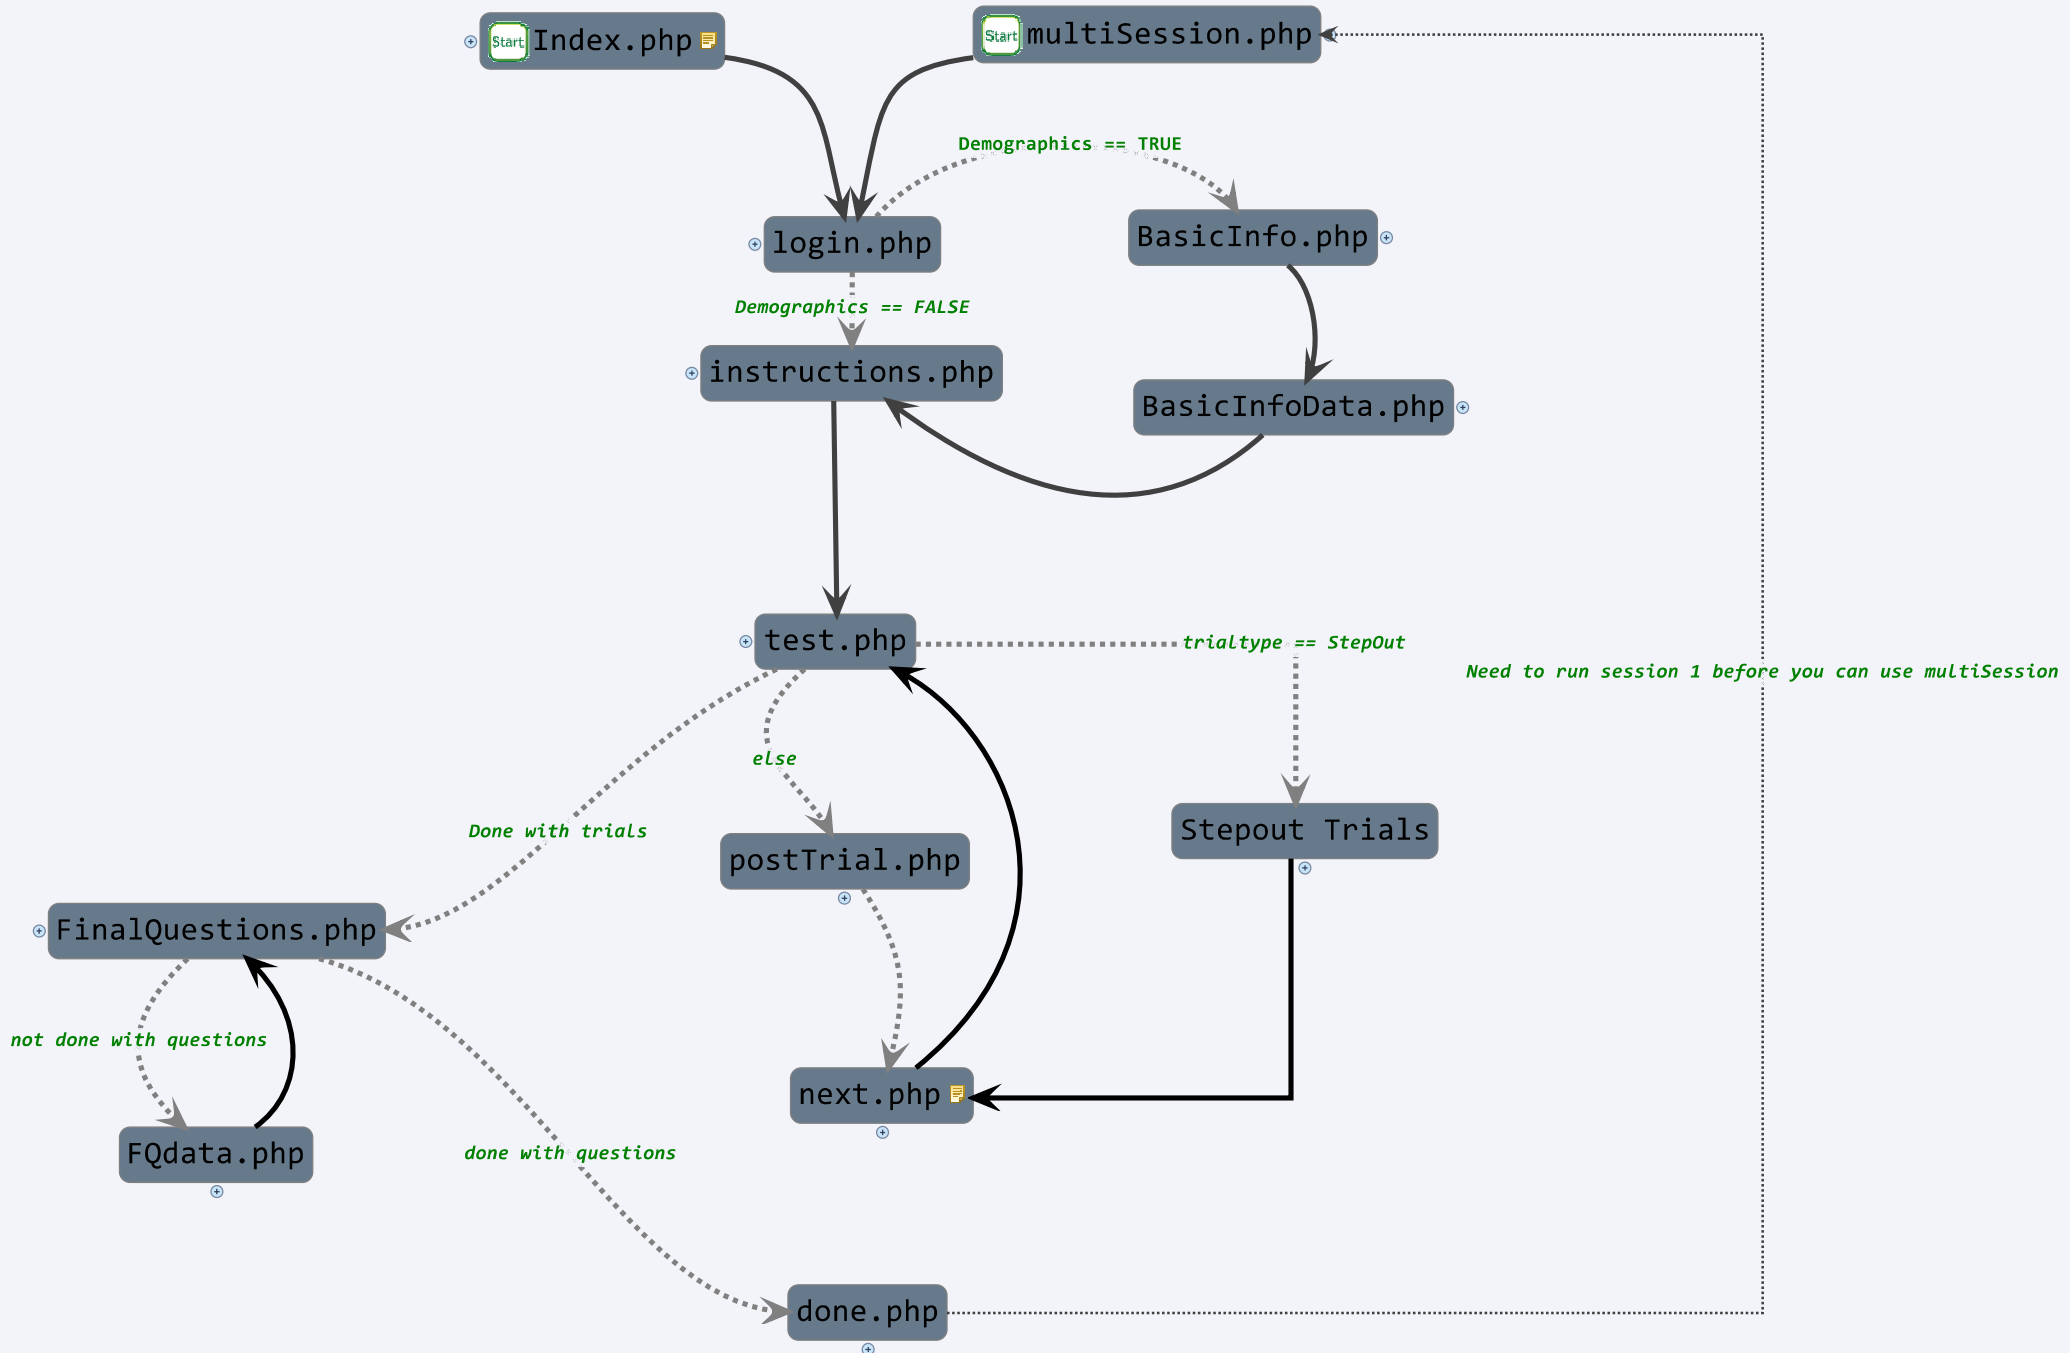 Start Index.php
Start multiSession.php
Demographics == TRUE
login.php
BasicInfo.php
Demographics == FALSE
instructions.php
BasicInfoData.php
test.php
trialtype == StepOut
Need to run session 1 before you can use multiSession
else
Done with trials
Stepout Trials
postTrial.php
FinalQuestions.php
not done with questions
next.php
FQdata.php
done with questions
done.php